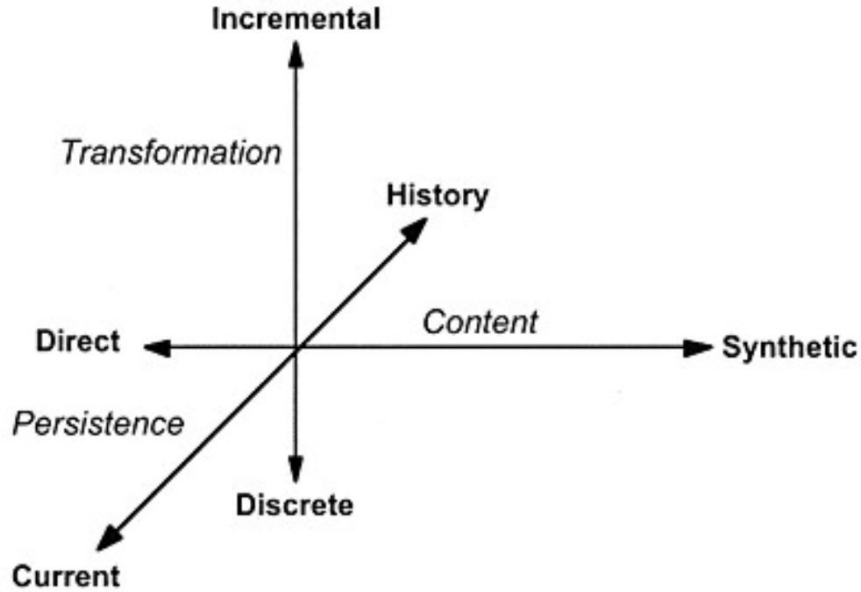 Incremental
Transformation
History
Content
Direct
Synthetic
Persistence
Discrete
Current